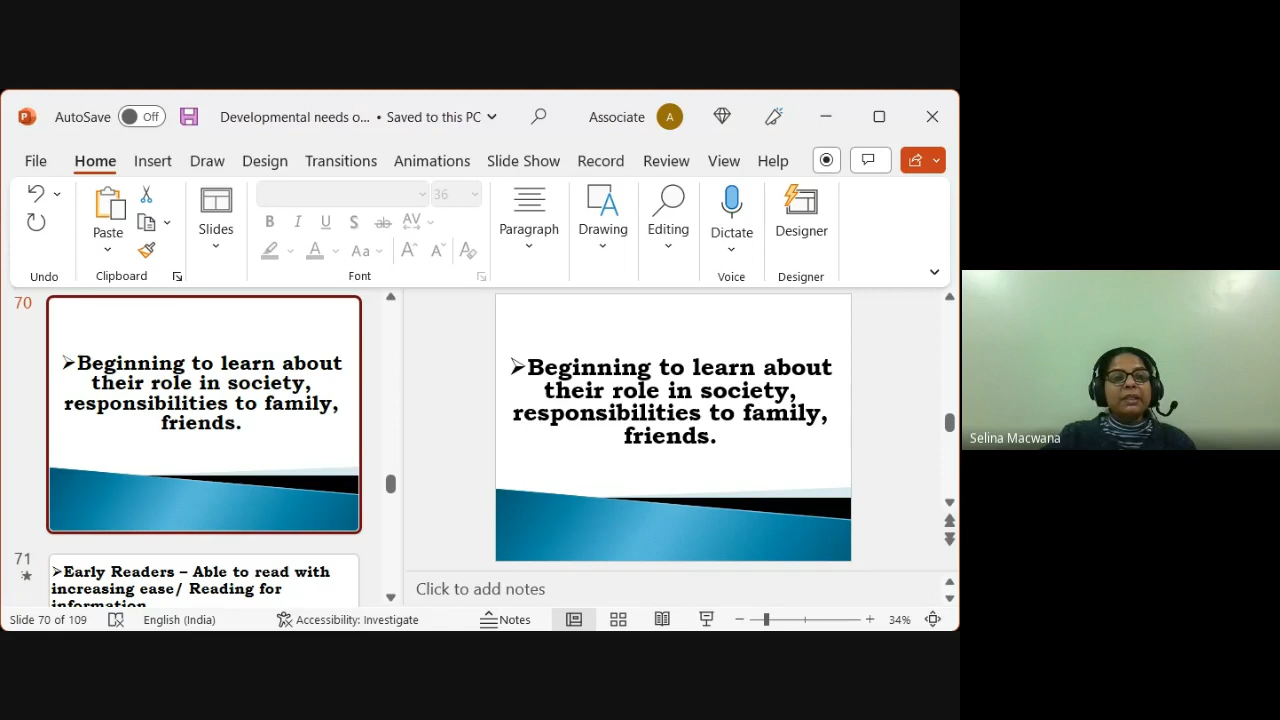 AutoSave Off Developmental needs o... • Saved to this PC Associate A
File Home Insert Draw Design Transitions Animations Slide Show Record Review View Help
36
Paste Slides Paragraph Drawing Editing Dictate Designer
B I U S ab AV
A Aa A A A
Undo Clipboard Font Voice Designer
70
➢Beginning to learn about
their role in society,
responsibilities to family,
friends.
71
➢Early Readers – Able to read with
increasing ease/ Reading for
information
➢Beginning to learn about
their role in society,
responsibilities to family,
friends.
Click to add notes
Slide 70 of 109 English (India) Accessibility: Investigate Notes 34%
Selina Macwana